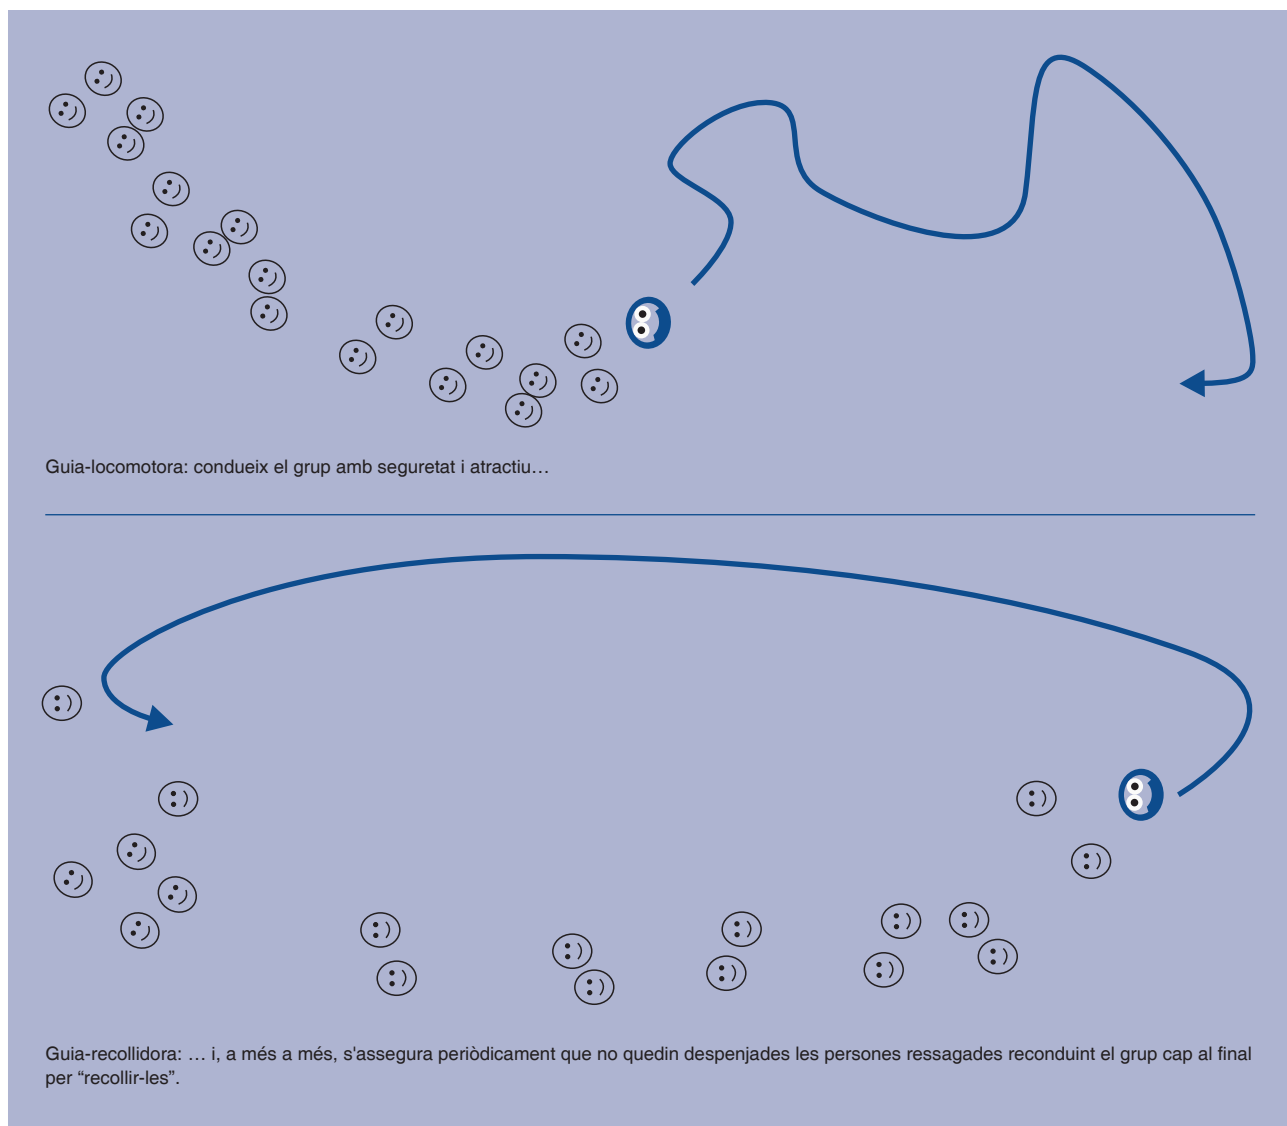 Guia-locomotora: condueix el grup amb seguretat i atractiu…
Guia-recollidora: … i, a més a més, s'assegura periòdicament que no quedin despenjades les persones ressagades reconduint el grup cap al final
per “recollir-les”.